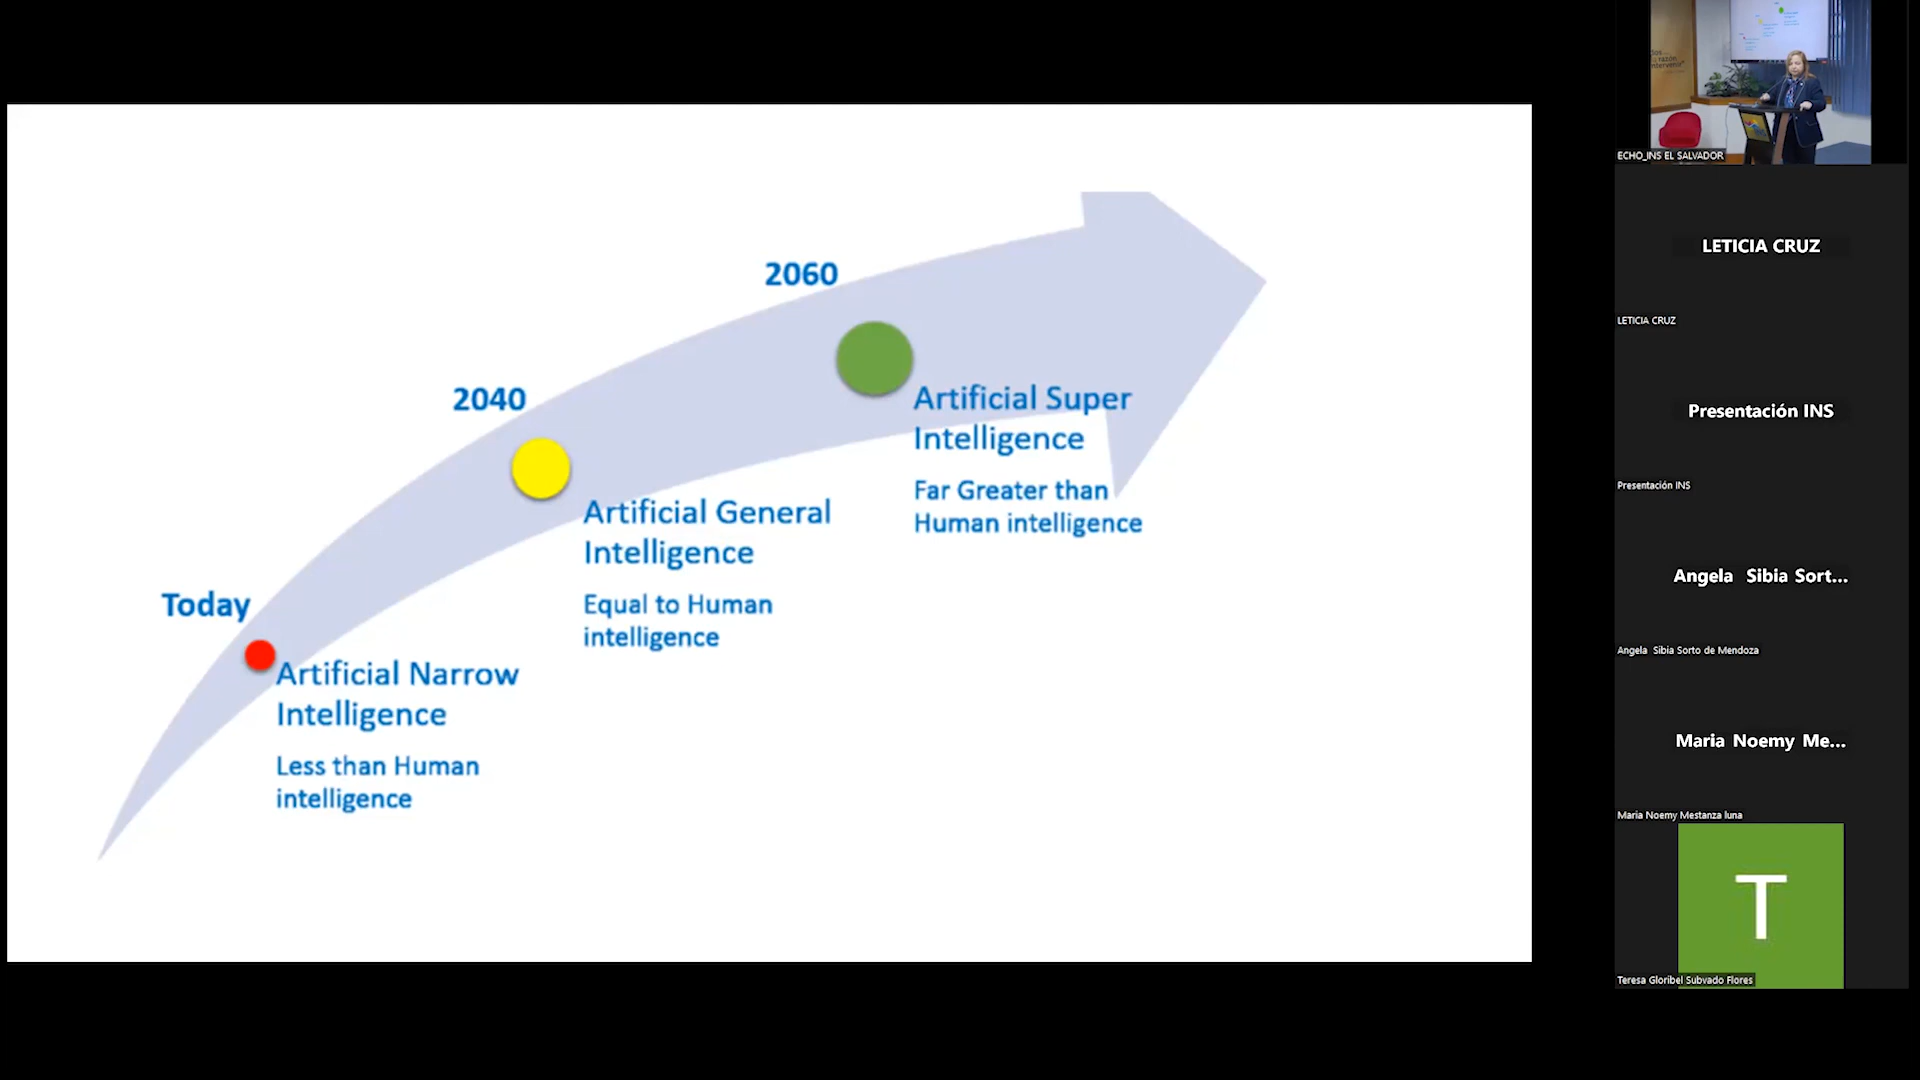 2060
2040
Artificial Super
Intelligence
Far Greater than
Human intelligence
Artificial General
Intelligence
Equal to Human
intelligence
Today
Artificial Narrow
Intelligence
Less than Human
intelligence
ECHO_INS EL SALVADOR
LETICIA CRUZ
LETICIA CRUZ
Presentación INS
Presentación INS
Angela Sibia Sort...
Angela Sibia Sorto de Mendoza
Maria Noemy Me...
Maria Noemy Mestanza luna
T
Teresa Gloribel Subvado Flores